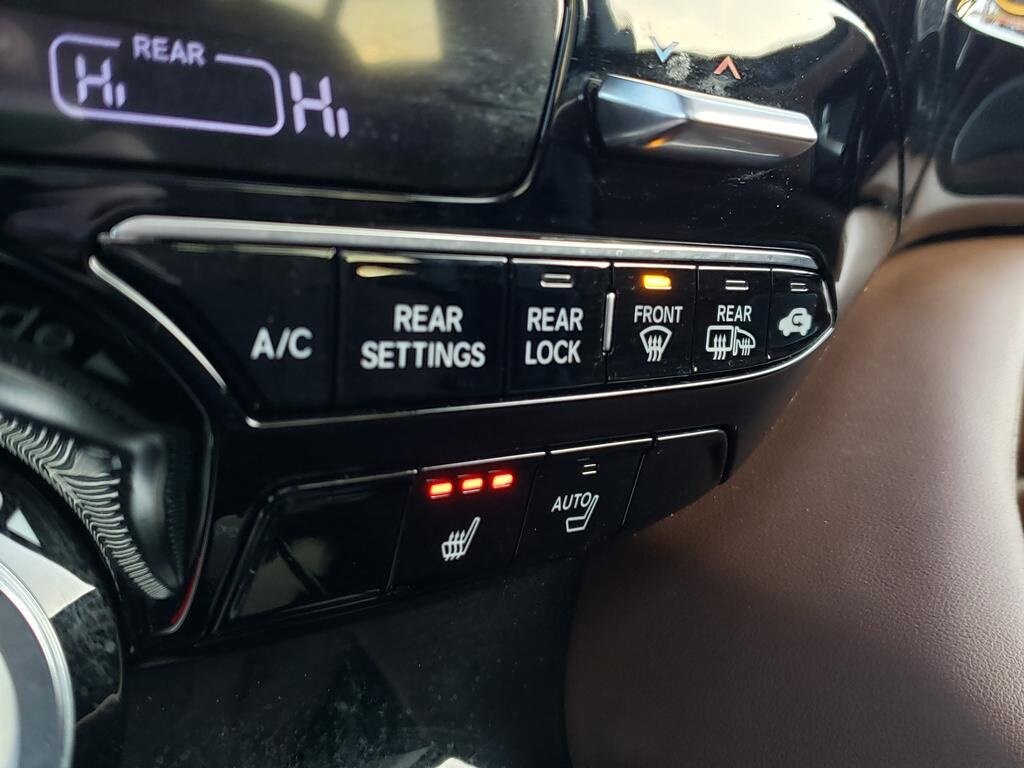 REAR
Hi
Hi
A/C
REAR
SETTINGS
REAR
LOCK
FRONT
REAR
AUTO